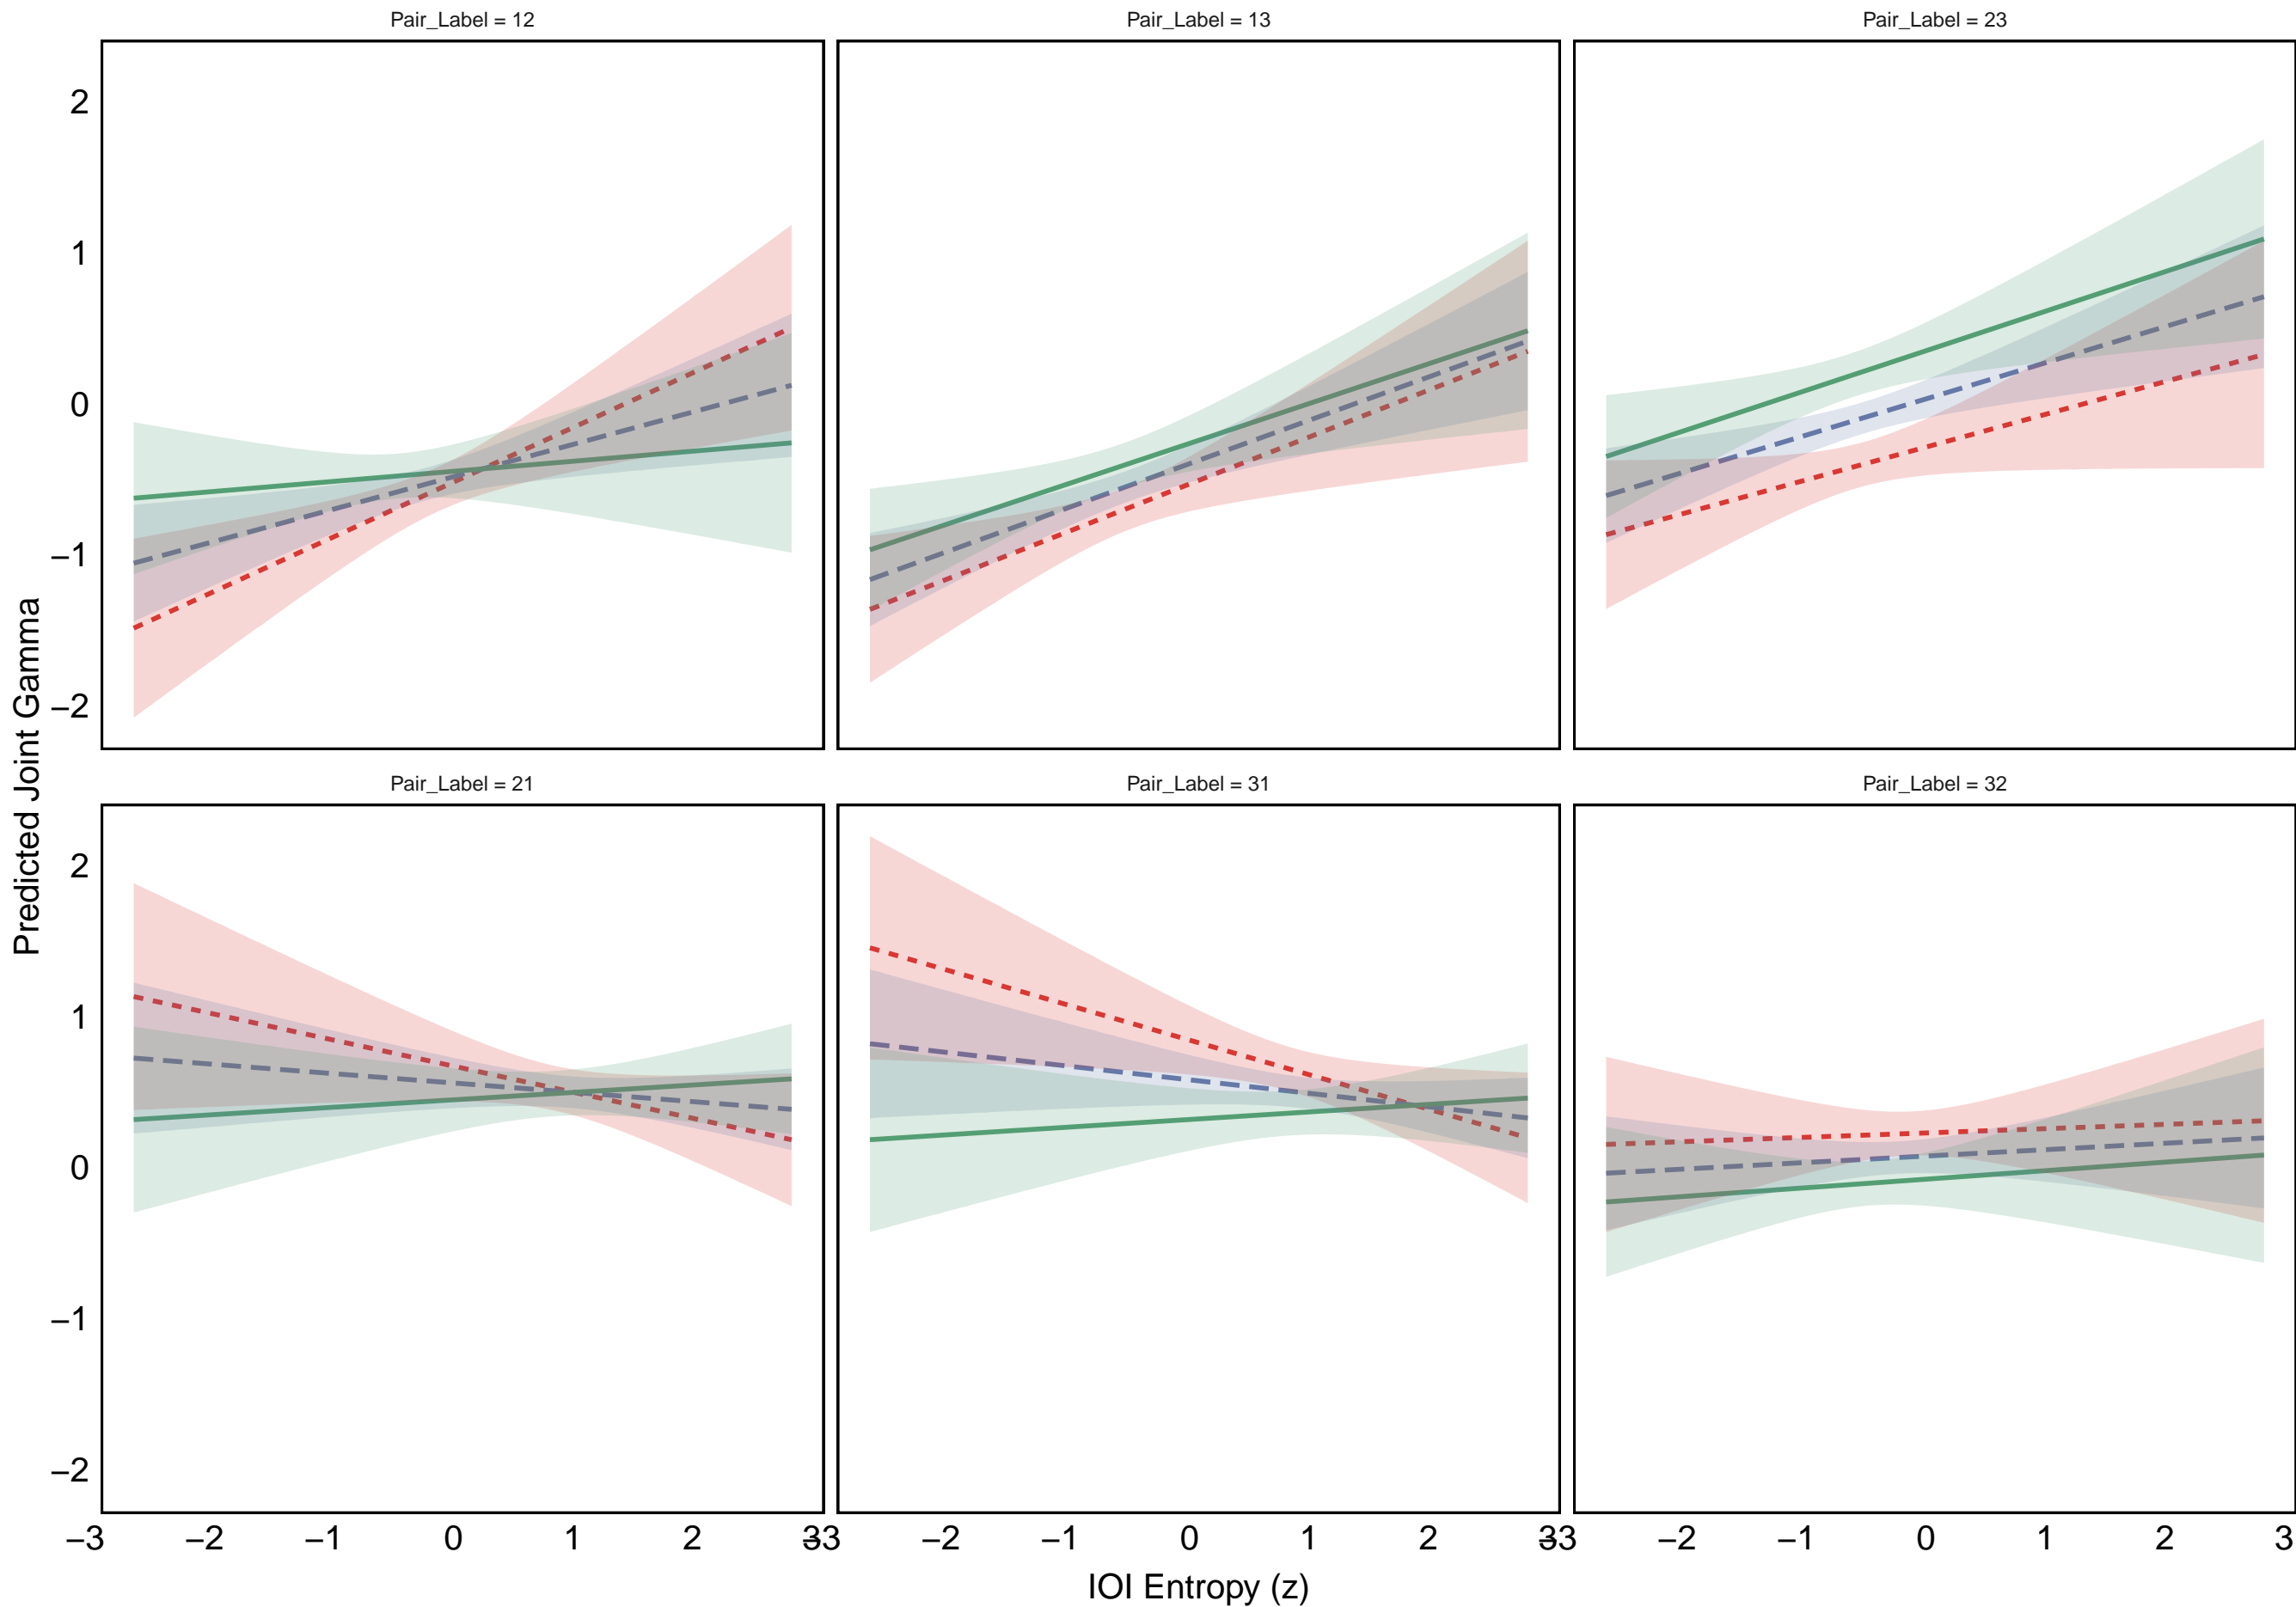 Pair_Label = 12
Pair_Label = 13
Pair_Label = 23
2
1
0
−1
−2
Predicted Joint Gamma
Pair_Label = 21
Pair_Label = 31
Pair_Label = 32
2
1
0
−1
−2
−3 −2 −1 0 1 2 3
−3 −2 −1 0 1 2 3
−3 −2 −1 0 1 2 3
IOI Entropy (z)